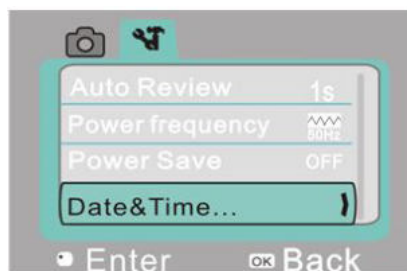 Auto Review 1s
Power frequency 50Hz
Power Save OFF
Date&Time...
Enter OK Back